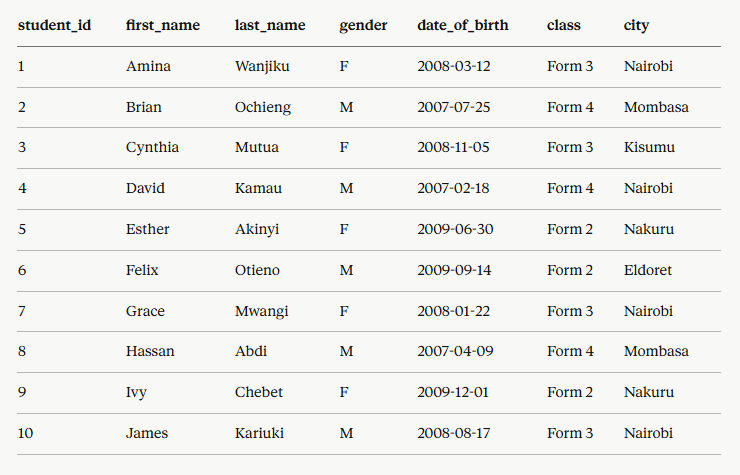 student_id first_name last_name gender date_of_birth class city
1 Amina Wanjiku F 2008-03-12 Form 3 Nairobi
2 Brian Ochieng M 2007-07-25 Form 4 Mombasa
3 Cynthia Mutua F 2008-11-05 Form 3 Kisumu
4 David Kamau M 2007-02-18 Form 4 Nairobi
5 Esther Akinyi F 2009-06-30 Form 2 Nakuru
6 Felix Otieno M 2009-09-14 Form 2 Eldoret
7 Grace Mwangi F 2008-01-22 Form 3 Nairobi
8 Hassan Abdi M 2007-04-09 Form 4 Mombasa
9 Ivy Chebet F 2009-12-01 Form 2 Nakuru
10 James Kariuki M 2008-08-17 Form 3 Nairobi